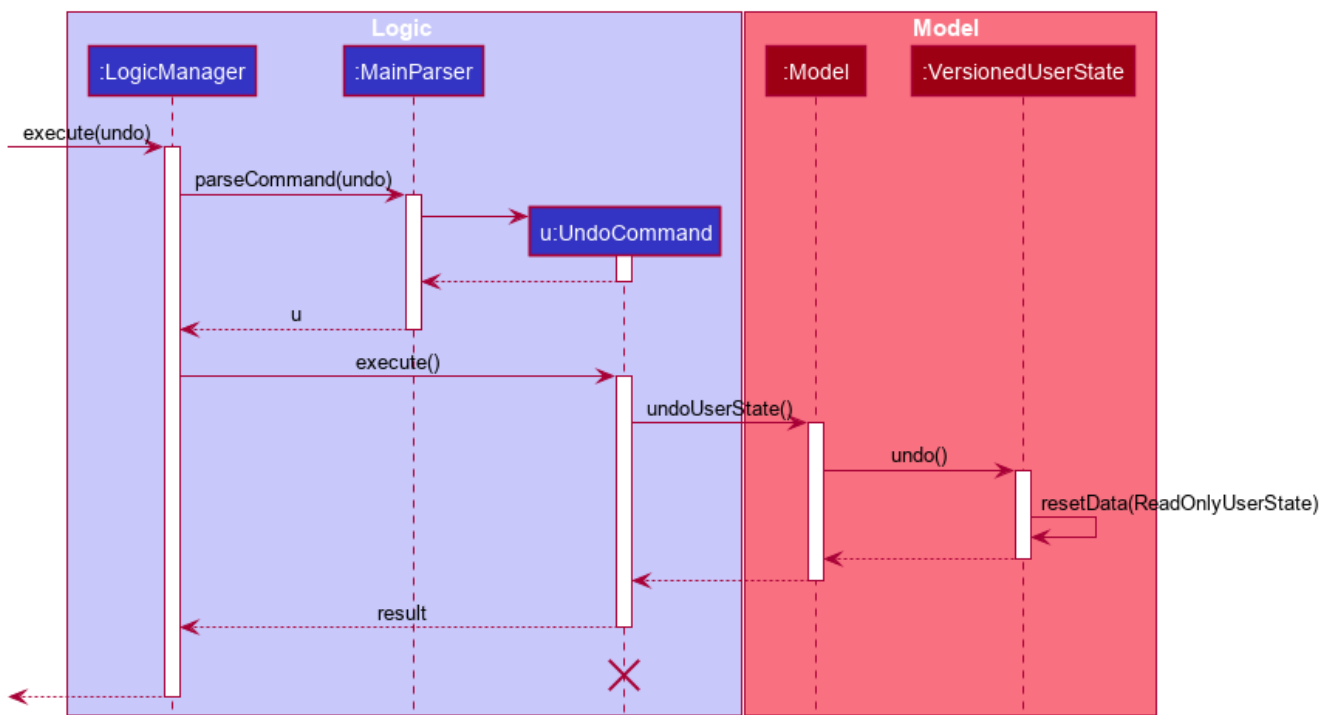 Logic
Model
:LogicManager
:MainParser
:Model
:VersionedUserState
execute(undo)
parseCommand(undo)
u:UndoCommand
u
execute()
undoUserState()
undo()
resetData(ReadOnlyUserState)
result